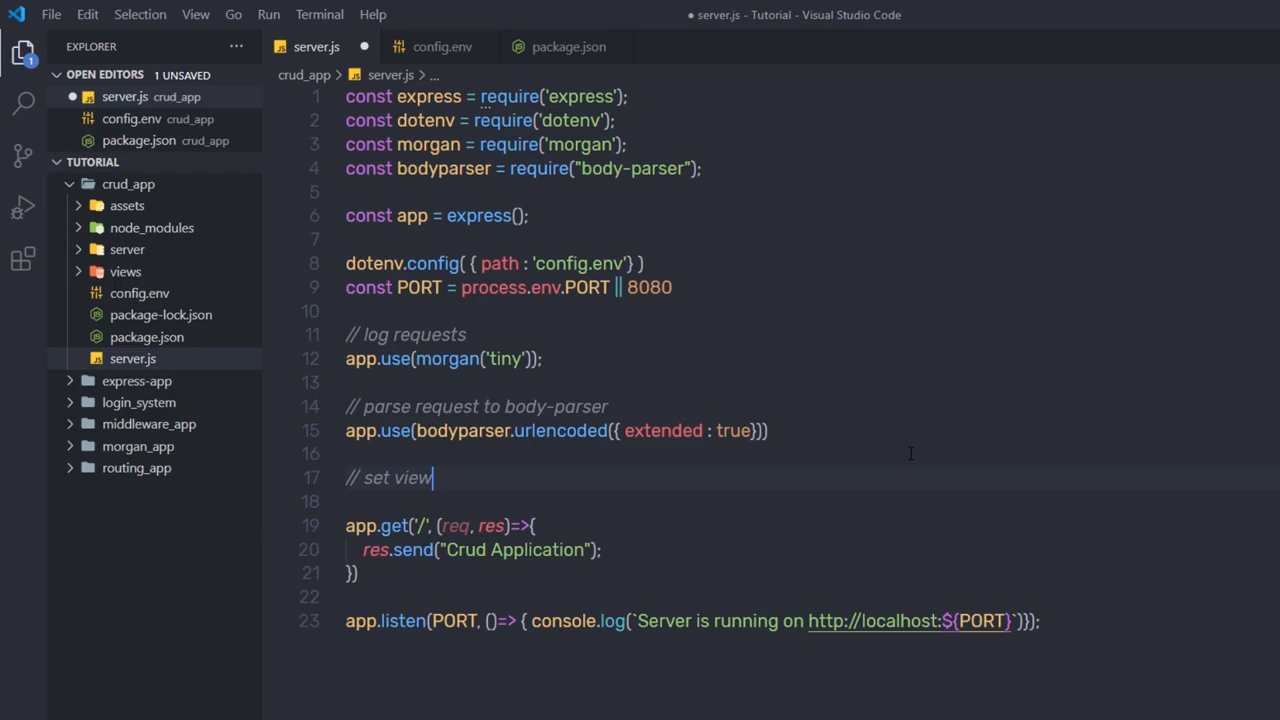 File Edit Selection View Go Run Terminal Help
● server.js - Tutorial - Visual Studio Code
EXPLORER ···
server.js
config.env
package.json
1
OPEN EDITORS 1 UNSAVED
server.js crud_app
config.env crud_app
package.json crud_app
TUTORIAL
crud_app
assets
node_modules
server
views
config.env
package-lock.json
package.json
server.js
express-app
login_system
middleware_app
morgan_app
routing_app
crud_app > JS server.js > ...
1 const express = require('express');
2 const dotenv = require('dotenv');
3 const morgan = require('morgan');
4 const bodyparser = require("body-parser");
5
6 const app = express();
7
8 dotenv.config( { path : 'config.env'} )
9 const PORT = process.env.PORT || 8080
10
11 // log requests
12 app.use(morgan('tiny'));
13
14 // parse request to body-parser
15 app.use(bodyparser.urlencoded({ extended : true}))
16
17 // set view
18
19 app.get('/', (req, res)=>{
20 res.send("Crud Application");
21 })
22
23 app.listen(PORT, ()=> { console.log(`Server is running on http://localhost:${PORT}`)});